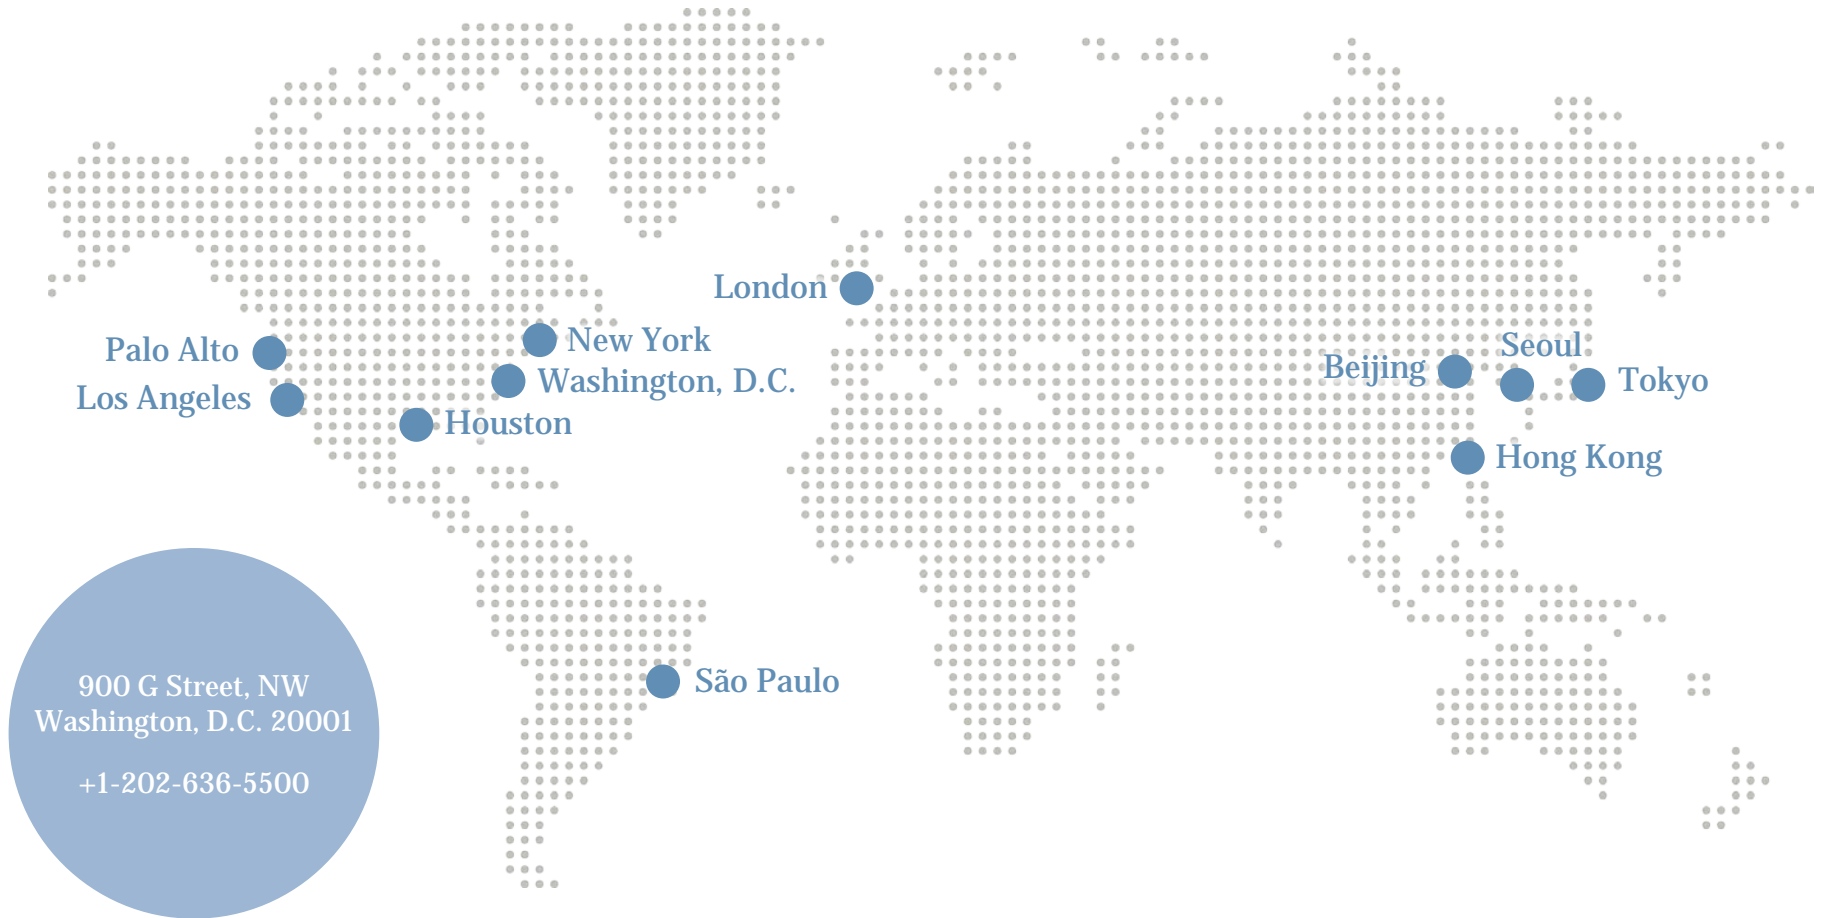 London
New York
Palo Alto
Seoul
Beijing
Washington, D.C.
Tokyo
Los Angeles
Houston
Hong Kong
São Paulo
900 G Street, NW
Washington, D.C. 20001
+1-202-636-5500